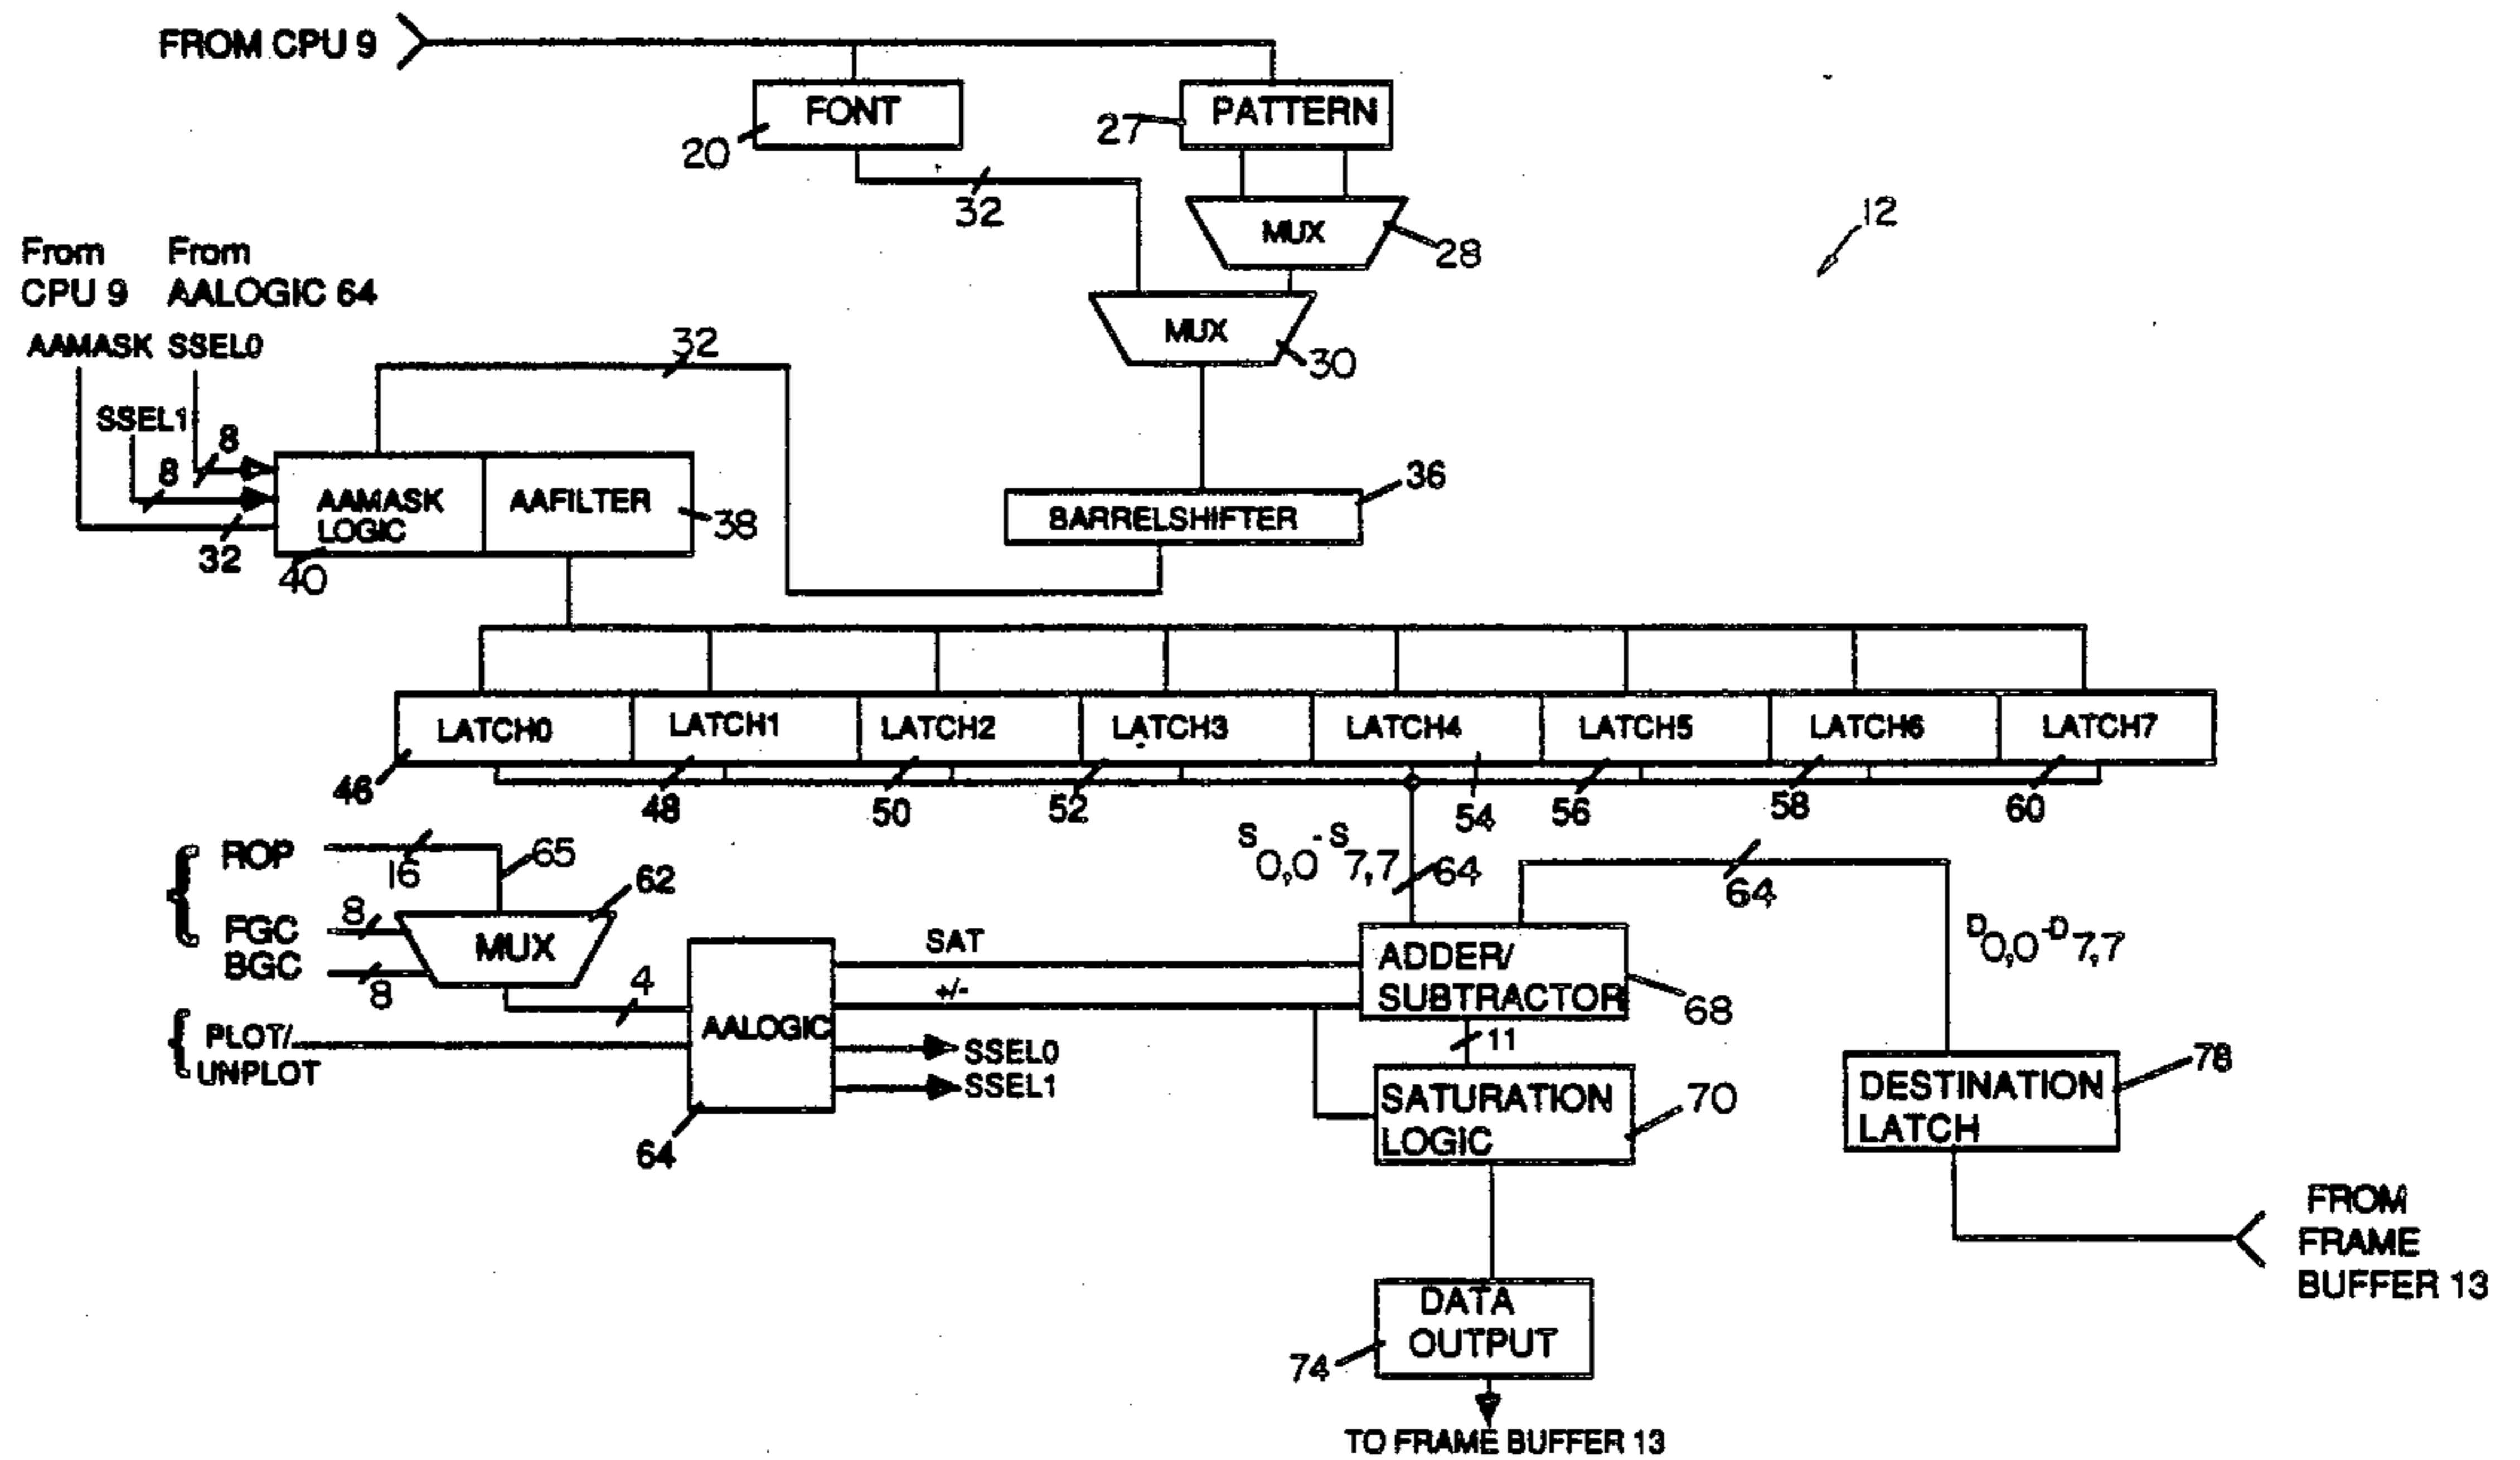 FROM CPU 9
FONT
PATTERN
20
27
32
MUX
28
12
From
CPU 9
From
AALOGIC 64
MUX
30
AAMASK
SSEL0
32
SSEL1
8
8
32
AAMASK
LOGIC
40
AAFILTER
38
36
BARRELSHIFTER
LATCH0
LATCH1
LATCH2
LATCH3
LATCH4
LATCH5
LATCH6
LATCH7
46
48
50
52
54
56
58
60
ROP
16
65
62
FGC
8
BGC
8
MUX
4
PLOT/
UNPLOT
AALOGIC
64
SAT
+/-
SSEL0
SSEL1
S0,0-S7,7
64
64
D0,0-D7,7
ADDER/
SUBTRACTOR
68
11
SATURATION
LOGIC
70
DESTINATION
LATCH
78
FROM
FRAME
BUFFER 13
DATA
OUTPUT
74
TO FRAME BUFFER 13